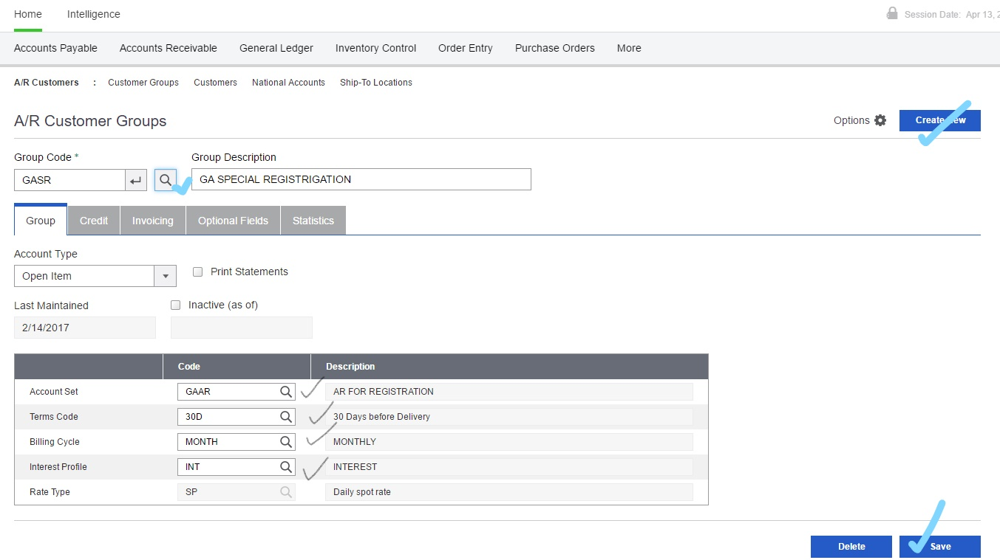 Home Intelligence Session Date: Apr 13, 2
Accounts Payable Accounts Receivable General Ledger Inventory Control Order Entry Purchase Orders More
A/R Customers : Customer Groups Customers National Accounts Ship-To Locations
A/R Customer Groups Options Create New
Group Code * Group Description
GASR GA SPECIAL REGISTRIGATION
Group Credit Invoicing Optional Fields Statistics
Account Type
Open Item Print Statements
Last Maintained Inactive (as of)
2/14/2017
Code Description
Account Set GAAR AR FOR REGISTRATION
Terms Code 30D 30 Days before Delivery
Billing Cycle MONTH MONTHLY
Interest Profile INT INTEREST
Rate Type SP Daily spot rate
Delete Save